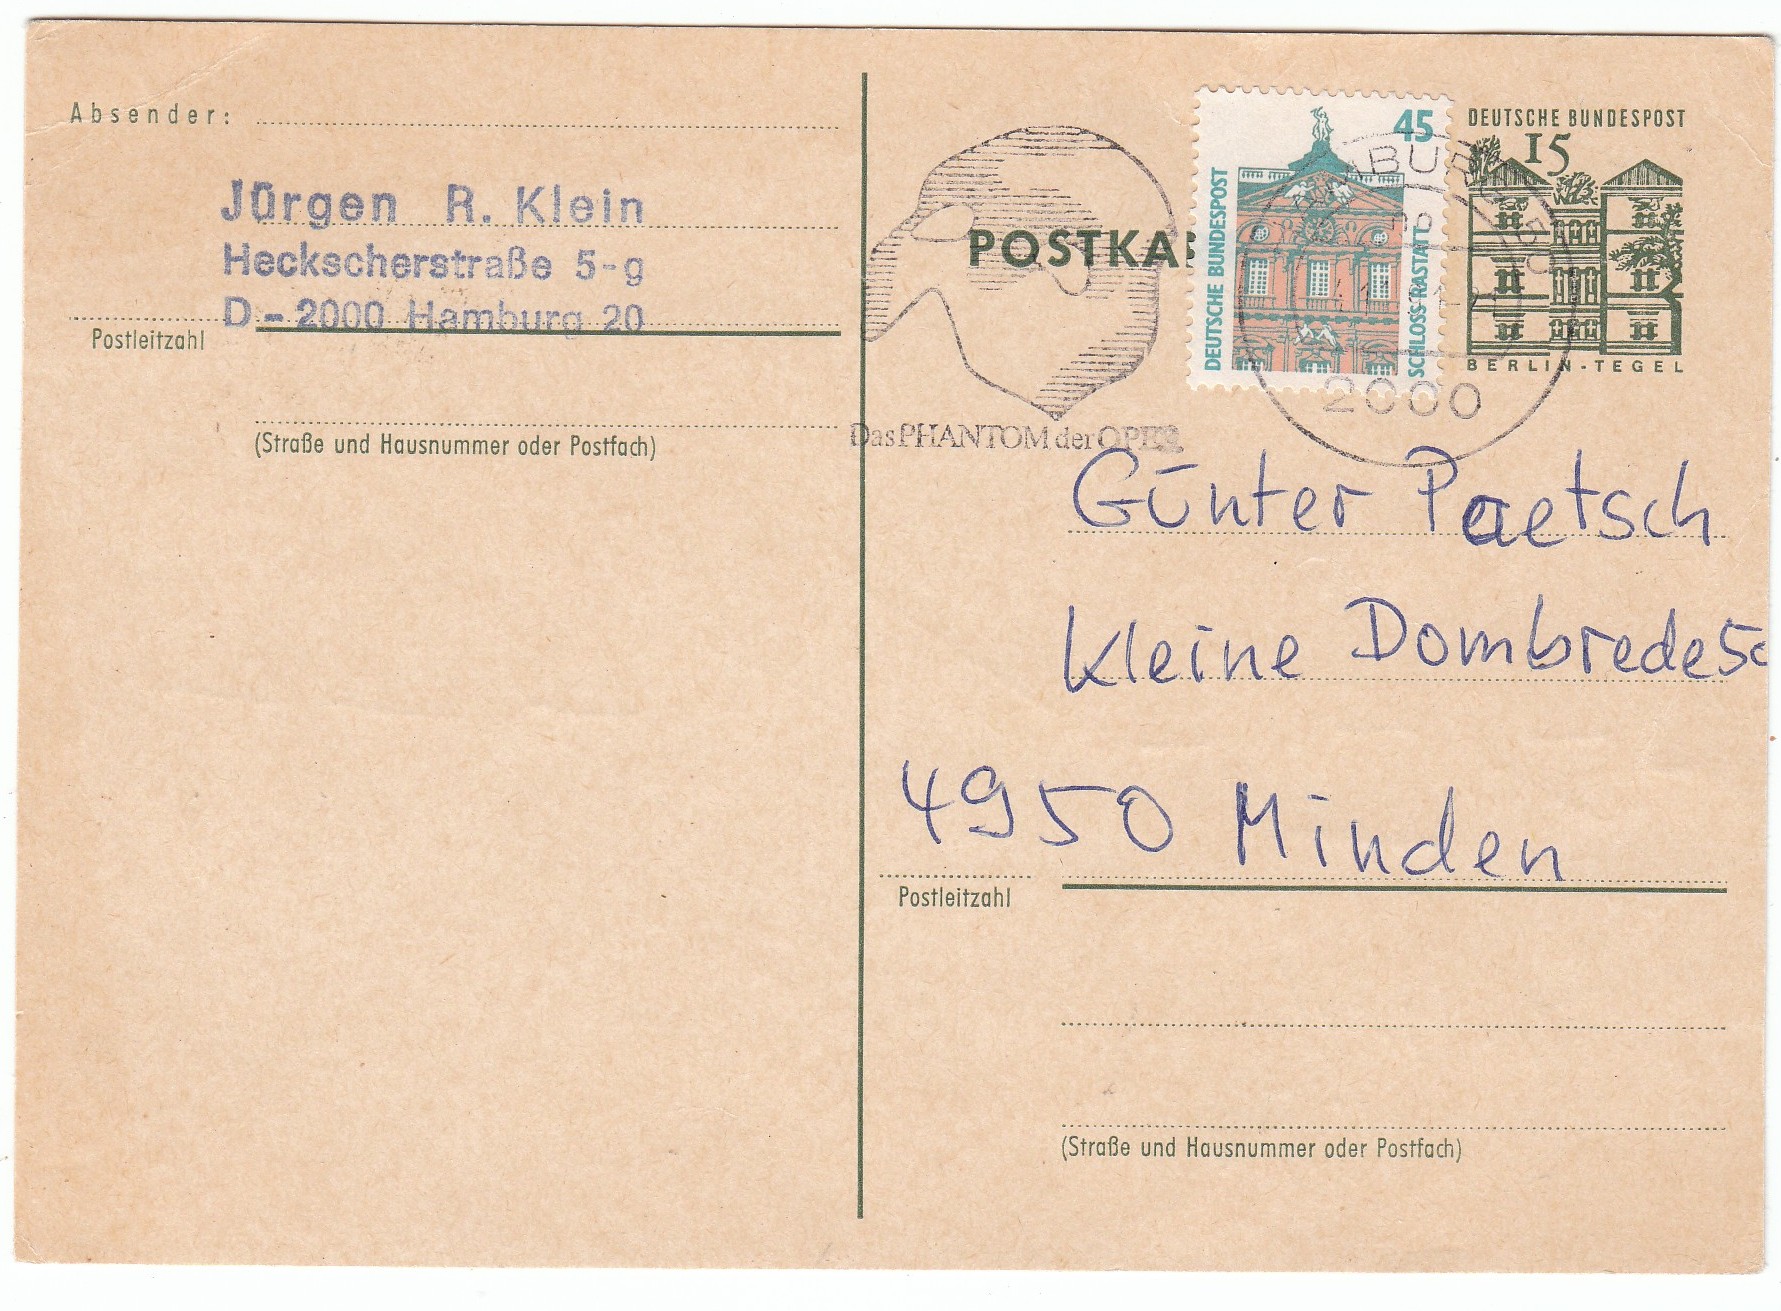 Absender:
Jürgen R. Klein
Heckscherstraße 5-g
D-2000 Hamburg 20
Postleitzahl
(Straße und Hausnummer oder Postfach)
POSTKA
Das PHANTOM der OPER
45
DEUTSCHE BUNDESPOST
SCHLOSS RASTATT
2000
DEUTSCHE BUNDESPOST
15
BERLIN-TEGEL
Günter Paetsch
Kleine Dombrede
4950 Minden
Postleitzahl
(Straße und Hausnummer oder Postfach)